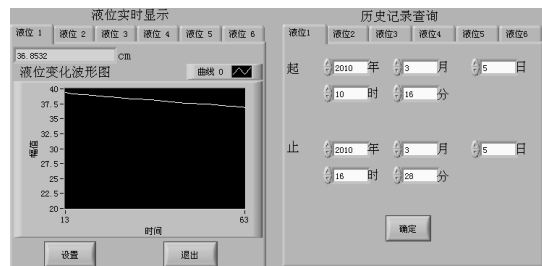 液位实时显示
液位 1 液位 2 液位 3 液位 4 液位 5 液位 6
36.8532 cm
液位变化波形图 曲线 0
40
37.5
35
32.5
30
27.5
25
22.5
20
幅值
13 63
时间
设置 退出
历史记录查询
液位1 液位2 液位3 液位4 液位5 液位6
起 2010 年 3 月 5 日
10 时 16 分
止 2010 年 3 月 5 日
16 时 28 分
确定